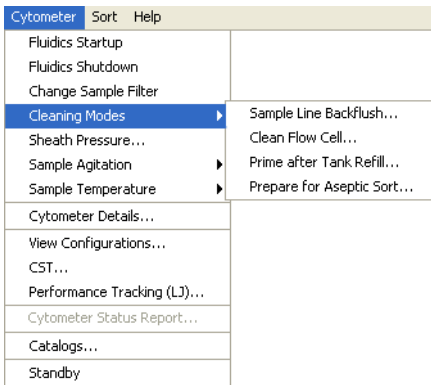 Cytometer Sort Help
Fluidics Startup
Fluidics Shutdown
Change Sample Filter
Cleaning Modes
Sheath Pressure...
Sample Agitation
Sample Temperature
Cytometer Details...
View Configurations...
CST...
Performance Tracking (LJ)...
Cytometer Status Report...
Catalogs...
Standby
Sample Line Backflush...
Clean Flow Cell...
Prime after Tank Refill...
Prepare for Aseptic Sort...